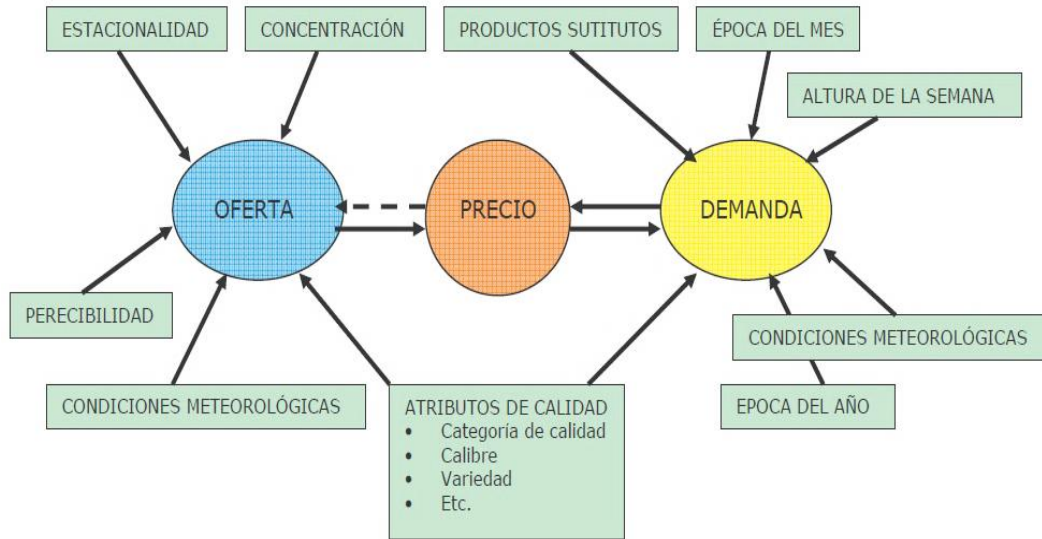 ESTACIONALIDAD
CONCENTRACIÓN
PRODUCTOS SUTITUTOS
ÉPOCA DEL MES
ALTURA DE LA SEMANA
OFERTA
PRECIO
DEMANDA
PERECIBILIDAD
CONDICIONES METEOROLÓGICAS
CONDICIONES METEOROLÓGICAS
EPOCA DEL AÑO
ATRIBUTOS DE CALIDAD
• Categoría de calidad
• Calibre
• Variedad
• Etc.